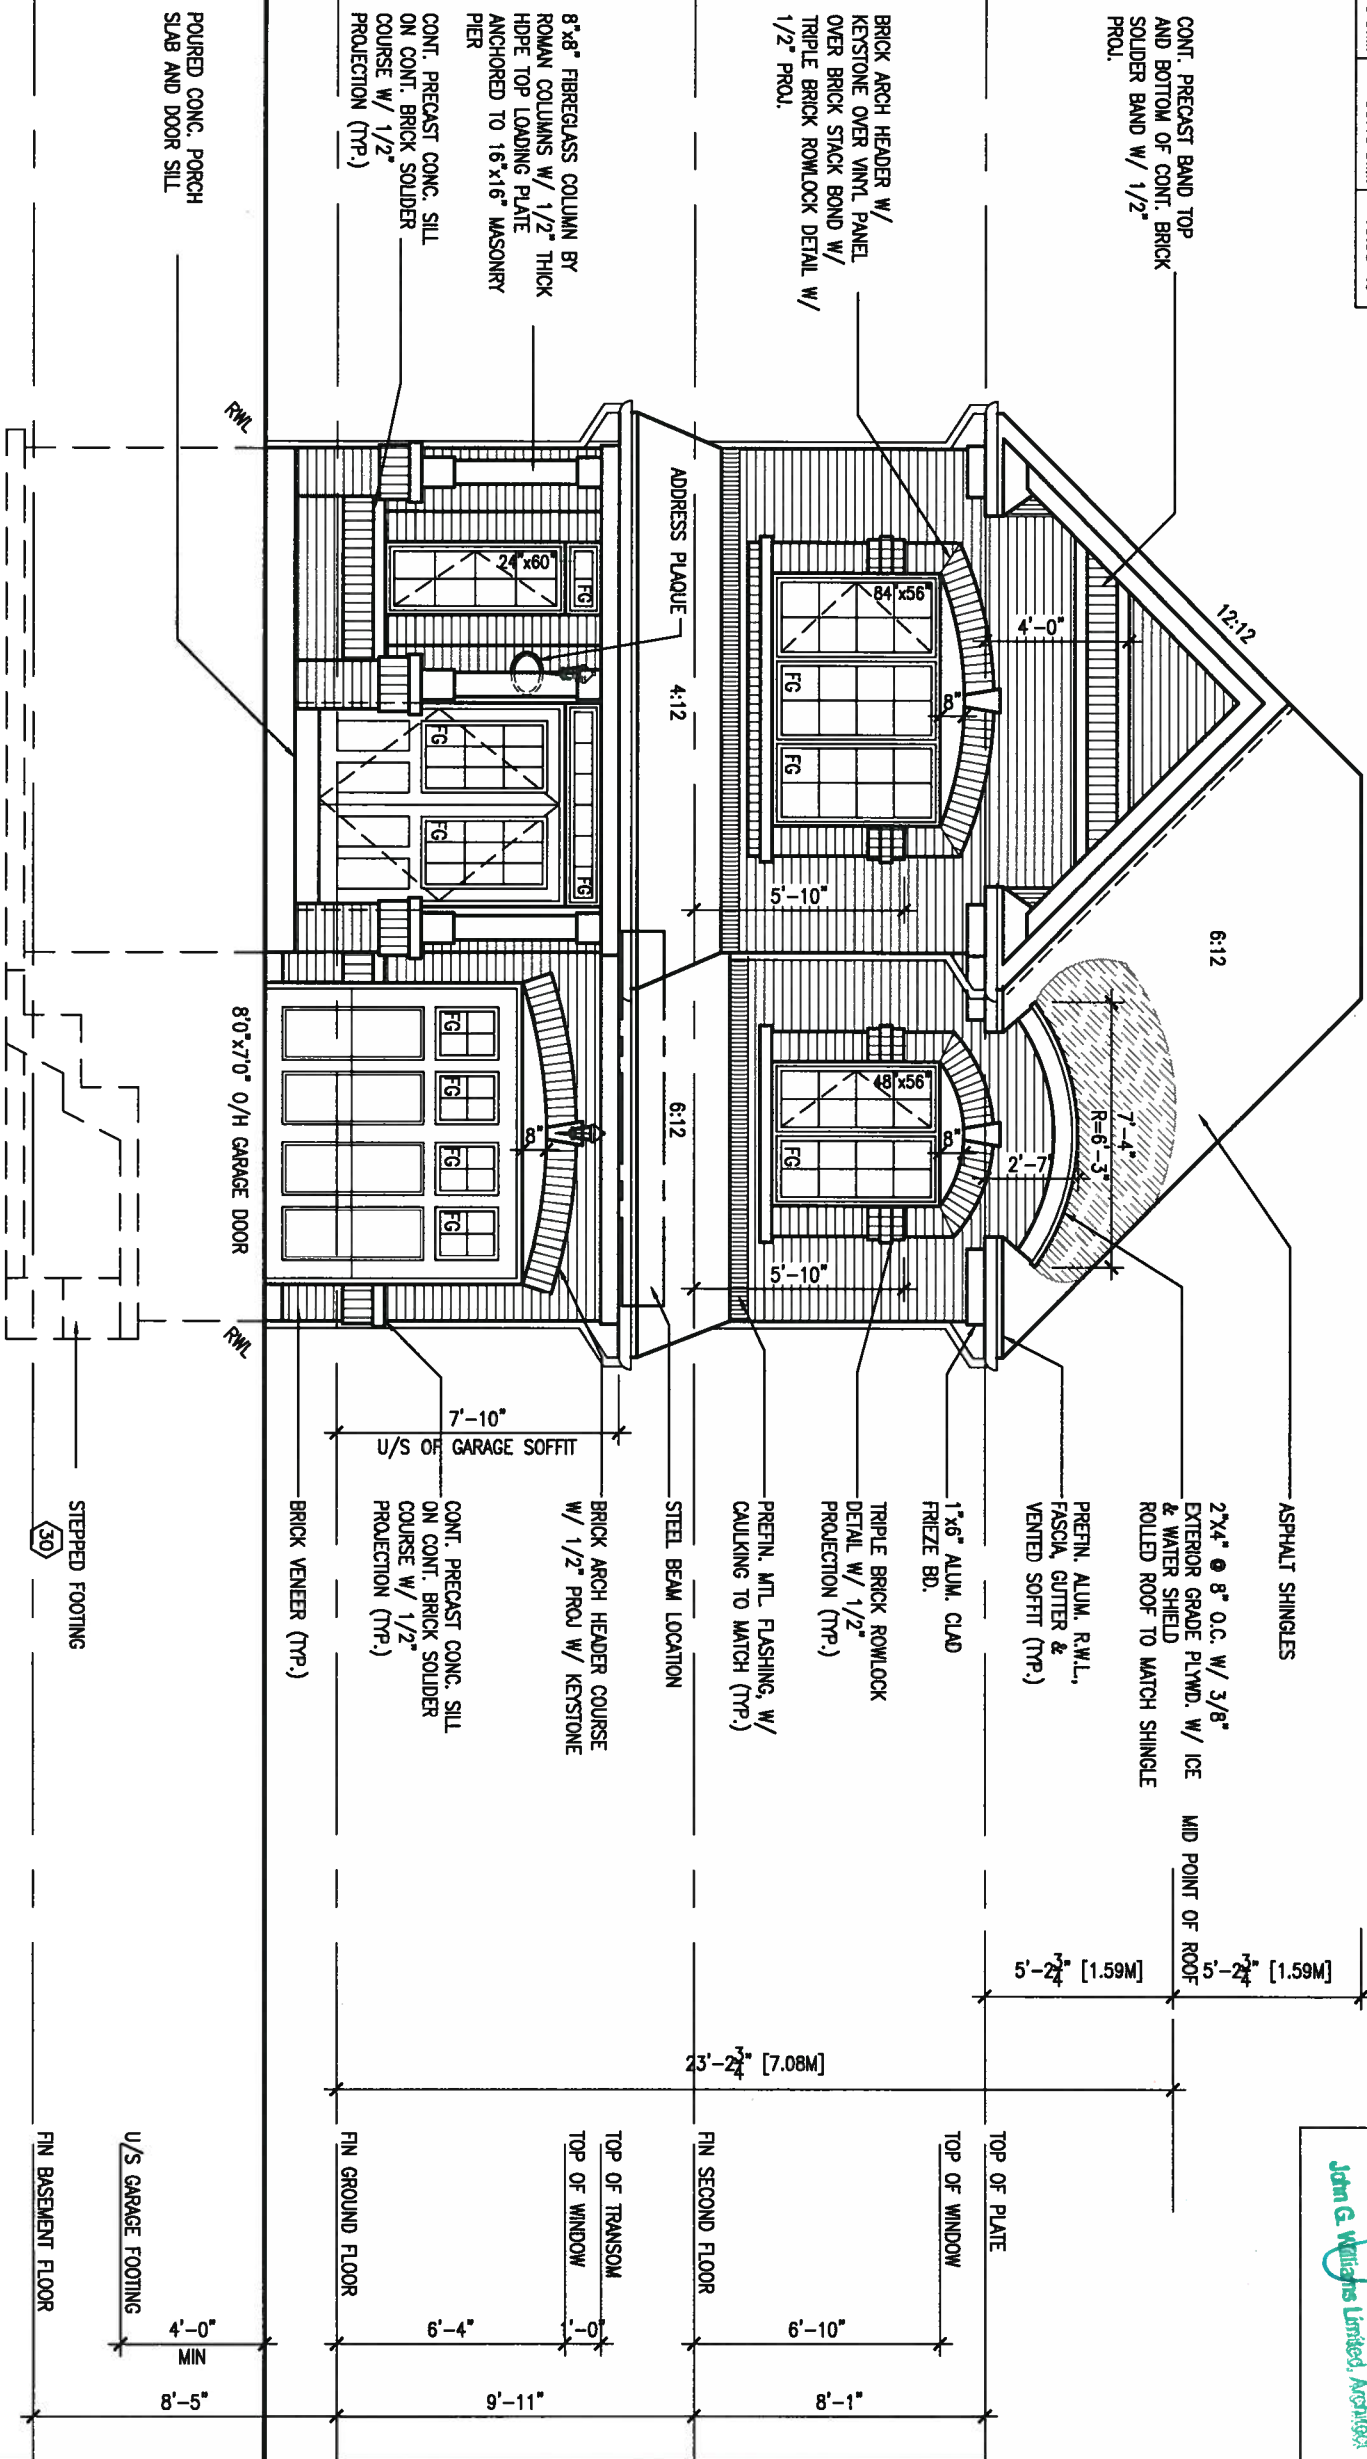 CONT. PRECAST BAND TOP
AND BOTTOM OF CONT. BRICK
SOLIDER BAND W/ 1/2"
PROJ.
BRICK ARCH HEADER W/
KEYSTONE OVER VINYL PANEL
OVER BRICK STACK BOND W/
TRIPLE BRICK ROWLOCK DETAIL W/
1/2" PROJ.
8"x8" FIBREGLASS COLUMN BY
ROMAN COLUMNS W/ 1/2" THICK
HDPE TOP LOADING PLATE
ANCHORED TO 16"x16" MASONRY
PIER
CONT. PRECAST CONC. SILL
ON CONT. BRICK SOLIDER
COURSE W/ 1/2"
PROJECTION (TYP.)
POURED CONC. PORCH
SLAB AND DOOR SILL
RWL
12:12
6:12
4'-0"
7'-4"
R=6'-3"
2'-7"
84"x56"
FG
FG
8"
5'-10"
48"x56"
FG
8"
5'-10"
ADDRESS PLAQUE
4:12
6:12
24"x60"
FG
FG
FG
FG
8"
FG
FG
FG
FG
8'0"x7'0" O/H GARAGE DOOR
RWL
7'-10"
U/S OF GARAGE SOFFIT
ASPHALT SHINGLES
2"X4" @ 8" O.C. W/ 3/8"
EXTERIOR GRADE PLYWD. W/ ICE
& WATER SHIELD
ROLLED ROOF TO MATCH SHINGLE
PREFIN. ALUM. R.W.L.,
FASCIA, GUTTER &
VENTED SOFFIT (TYP.)
1"x6" ALUM. CLAD
FRIEZE BD.
TRIPLE BRICK ROWLOCK
DETAIL W/ 1/2"
PROJECTION (TYP.)
PREFIN. MTL. FLASHING, W/
CAULKING TO MATCH (TYP.)
STEEL BEAM LOCATION
BRICK ARCH HEADER COURSE
W/ 1/2" PROJ W/ KEYSTONE
CONT. PRECAST CONC. SILL
ON CONT. BRICK SOLIDER
COURSE W/ 1/2"
PROJECTION (TYP.)
BRICK VENEER (TYP.)
STEPPED FOOTING
30
MID POINT OF ROOF
5'-2 3/4" [1.59M]
5'-2 3/4" [1.59M]
23'-2 3/4" [7.08M]
TOP OF PLATE
TOP OF WINDOW
FIN SECOND FLOOR
TOP OF TRANSOM
TOP OF WINDOW
FIN GROUND FLOOR
U/S GARAGE FOOTING
FIN BASEMENT FLOOR
6'-10"
1'-0"
6'-4"
4'-0"
MIN
8'-1"
9'-11"
8'-5"
John G. Williams Limited, Architect